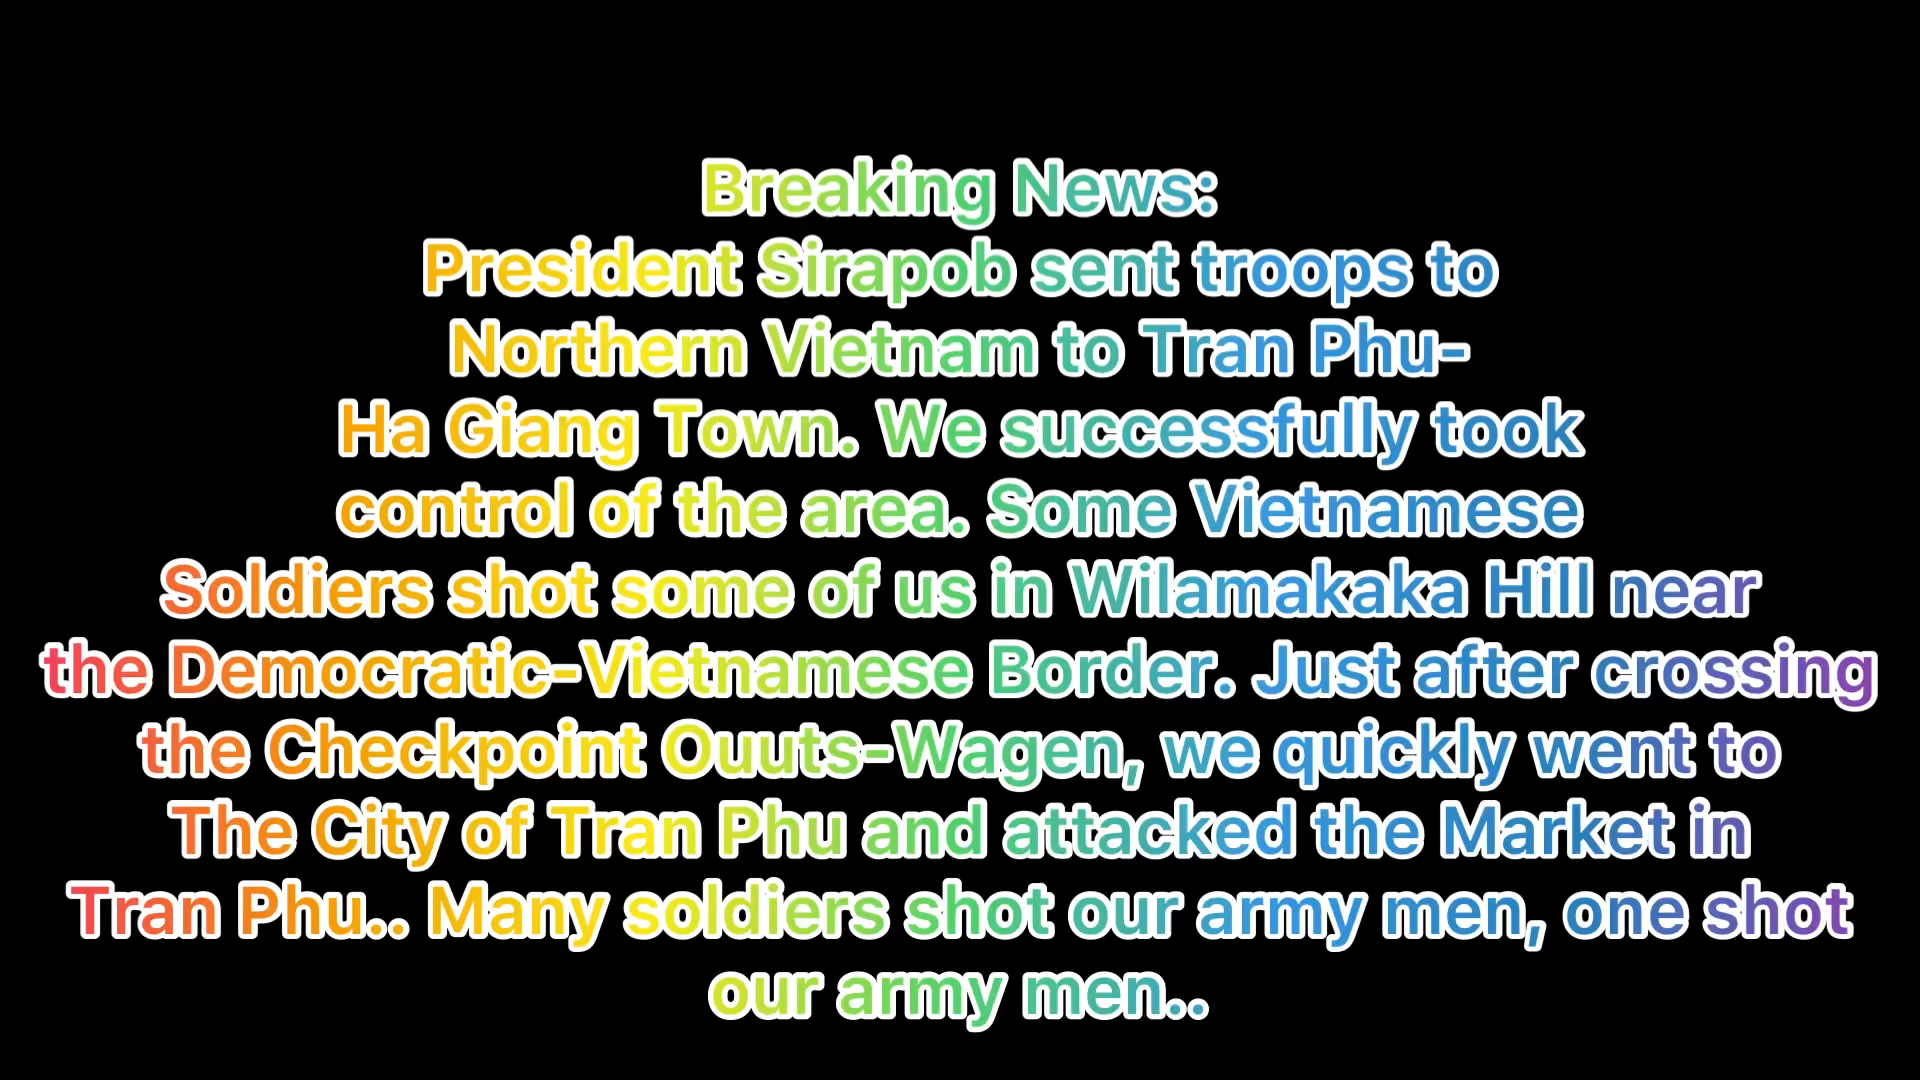 Breaking News:
President Sirapob sent troops to
Northern Vietnam to Tran Phu-
Ha Giang Town. We successfully took
control of the area. Some Vietnamese
Soldiers shot some of us in Wilamakaka Hill near
the Democratic-Vietnamese Border. Just after crossing
the Checkpoint Ouuts-Wagen, we quickly went to
The City of Tran Phu and attacked the Market in
Tran Phu.. Many soldiers shot our army men, one shot
our army men..